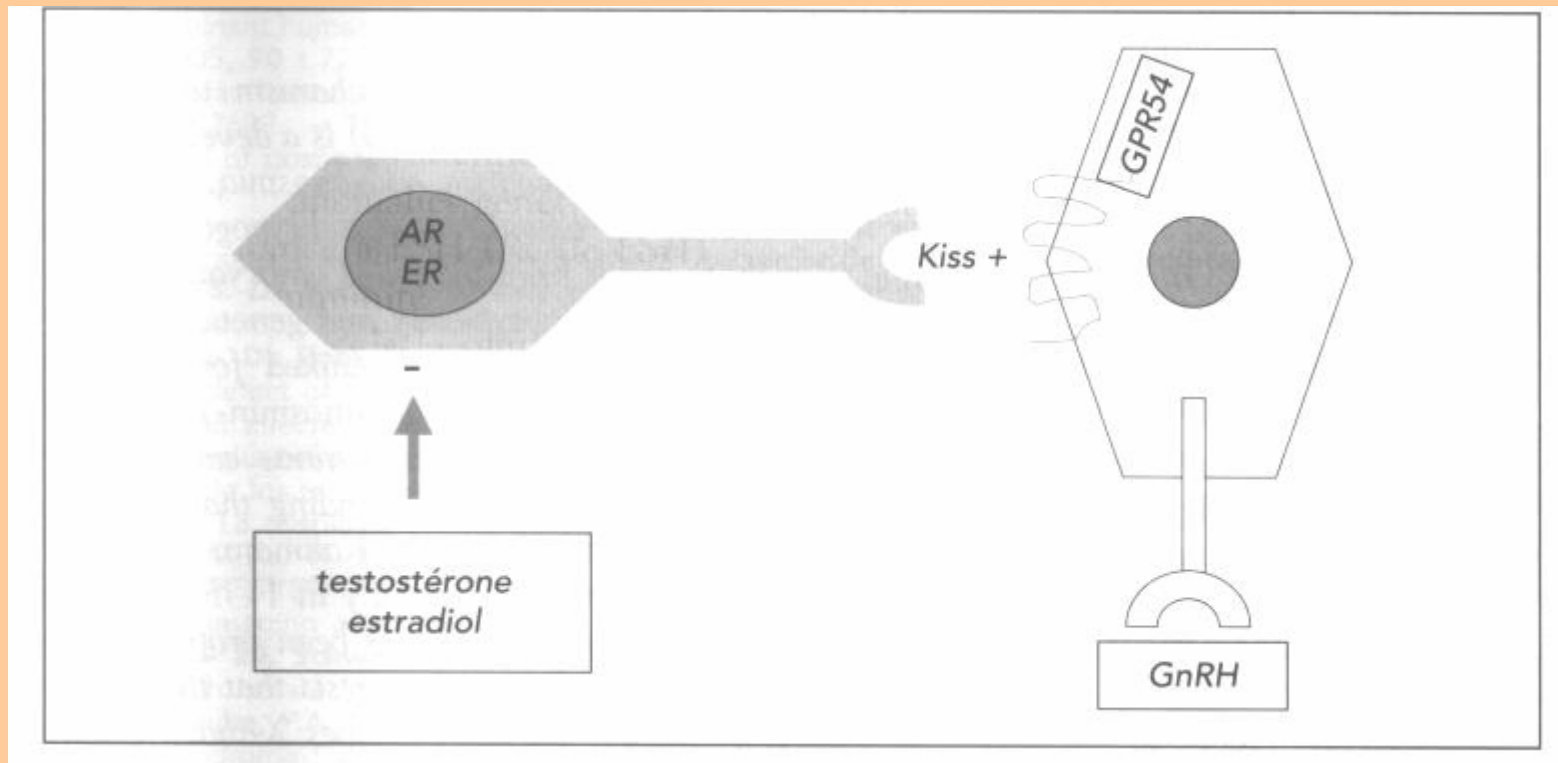 AR
ER
-
testostérone
estradiol
Kiss +
GPR54
GnRH